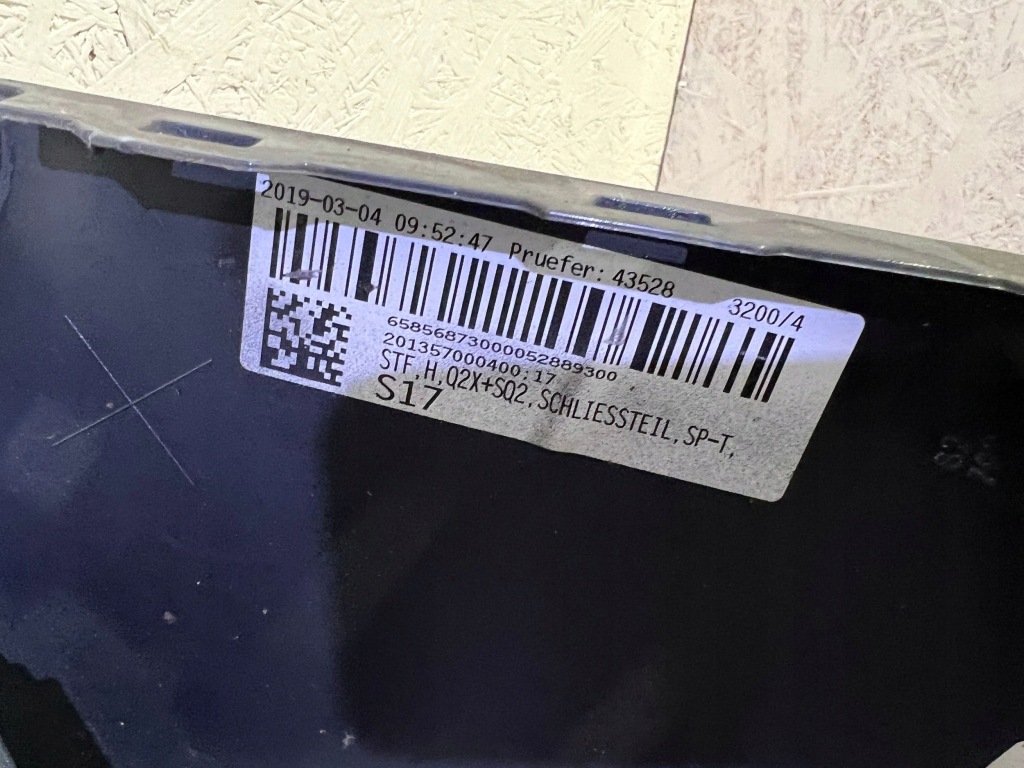 2019-03-04 09:52:47 Pruefer: 43528 3200/4
65856873000052889300
201357000400:17
STF,H,Q2X+SQ2,SCHLIESSTEIL,SP-T,
S17